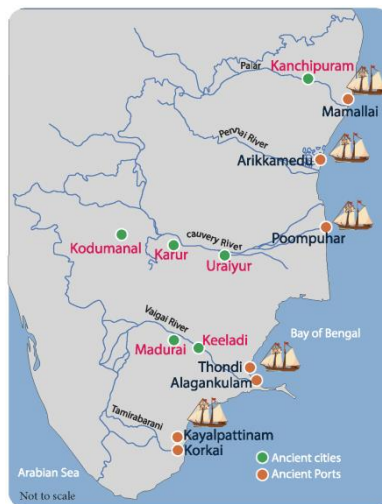 Kanchipuram
Palar
Mamallai
Pennai River
Arikkamedu
Poompuhar
cauvery River
Kodumanal
Karur
Uraiyur
Vaigai River
Keeladi
Madurai
Bay of Bengal
Thondi
Alagankulam
Tamirabarani
Kayalpattinam
Korkai
Arabian Sea
Ancient cities
Ancient Ports
Not to scale